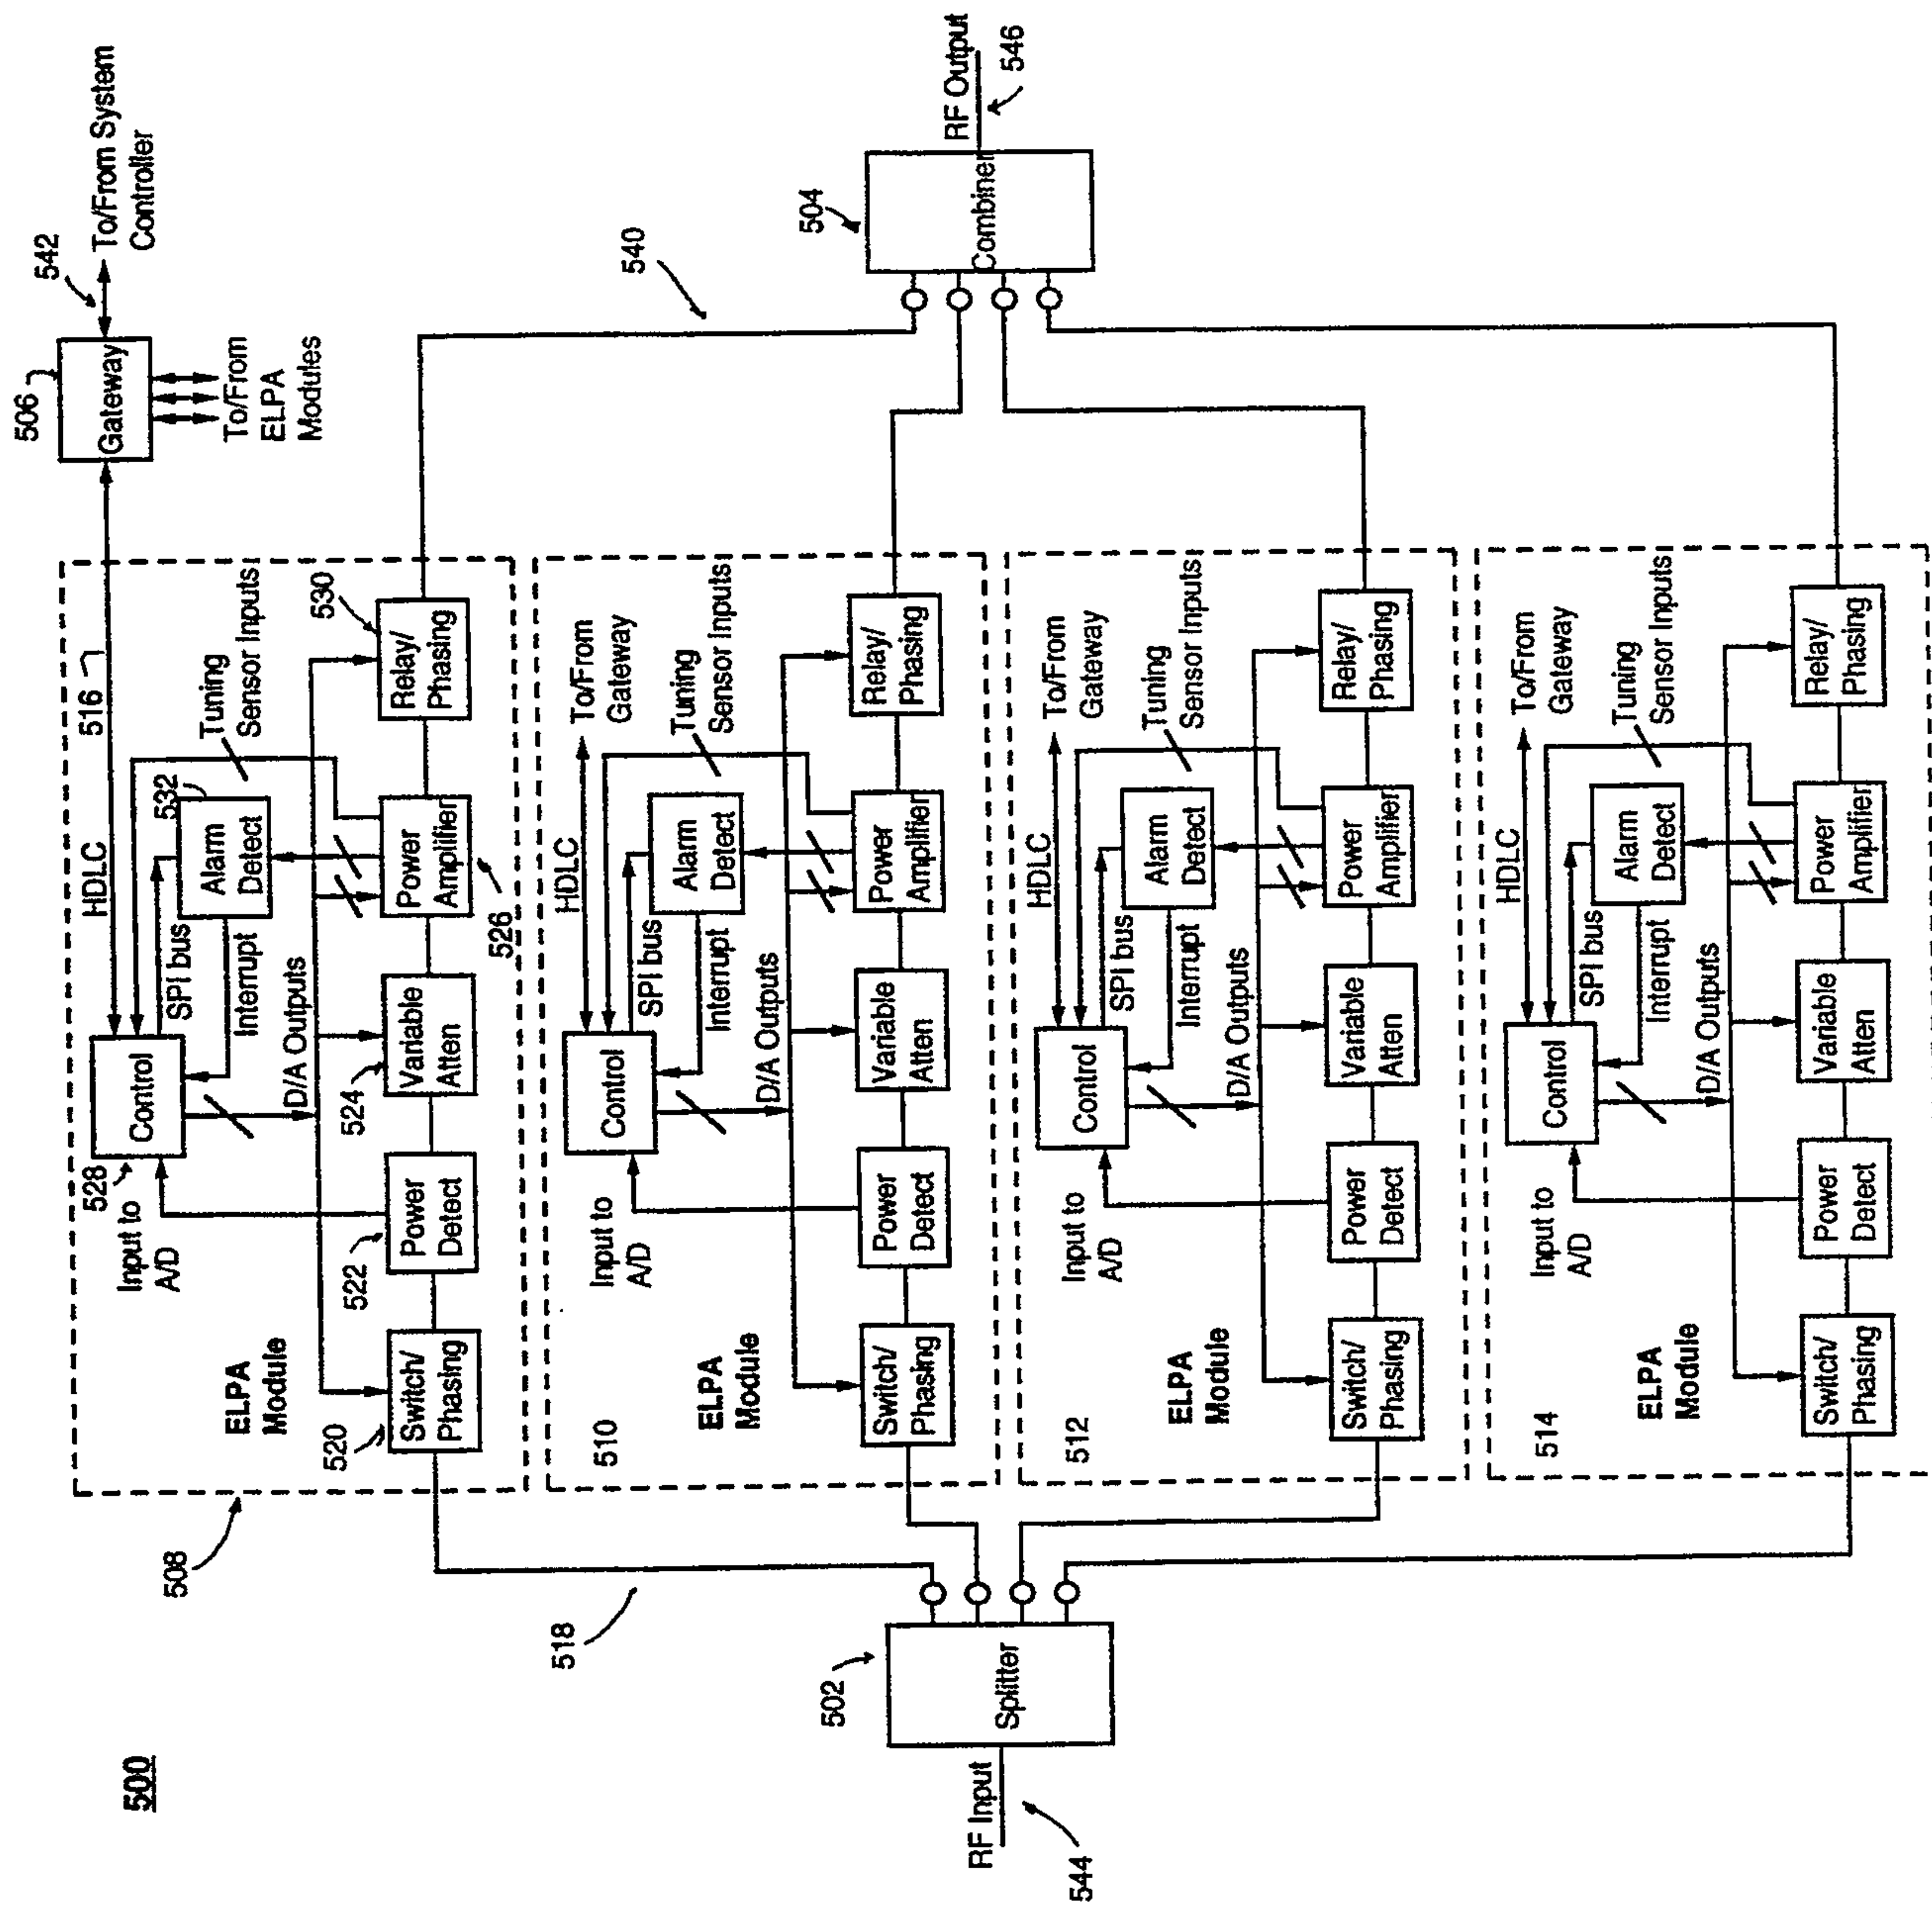 500
RF Input
544
502
Splitter
518
508
ELPA
Module
520
Switch/
Phasing
522
Power
Detect
Input to
A/D
528
Control
524
Variable
Atten
D/A Outputs
Interrupt
SPI bus
HDLC
516
532
Alarm
Detect
Tuning
Sensor Inputs
526
Power
Amplifier
530
Relay/
Phasing
506
Gateway
542
To/From System
Controller
To/From
ELPA
Modules
510
ELPA
Module
Switch/
Phasing
Power
Detect
Input to
A/D
Control
Variable
Atten
D/A Outputs
Interrupt
SPI bus
HDLC
To/From
Gateway
Alarm
Detect
Tuning
Sensor Inputs
Power
Amplifier
Relay/
Phasing
512
ELPA
Module
Switch/
Phasing
Power
Detect
Input to
A/D
Control
Variable
Atten
D/A Outputs
Interrupt
SPI bus
HDLC
To/From
Gateway
Alarm
Detect
Tuning
Sensor Inputs
Power
Amplifier
Relay/
Phasing
514
ELPA
Module
Switch/
Phasing
Power
Detect
Input to
A/D
Control
Variable
Atten
D/A Outputs
Interrupt
SPI bus
HDLC
To/From
Gateway
Alarm
Detect
Tuning
Sensor Inputs
Power
Amplifier
Relay/
Phasing
540
504
Combiner
RF Output
546